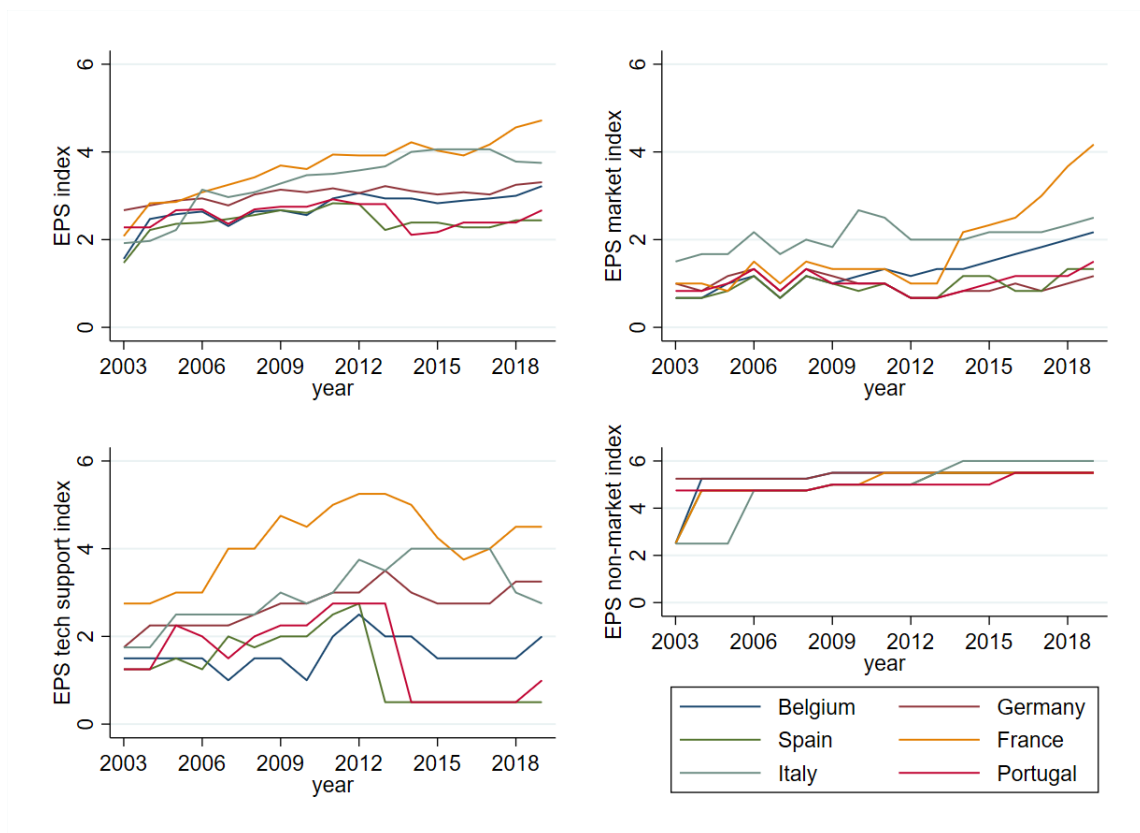 EPS index
6
4
2
0
2003 2006 2009 2012 2015 2018
year
EPS market index
6
4
2
0
2003 2006 2009 2012 2015 2018
year
EPS tech support index
6
4
2
0
2003 2006 2009 2012 2015 2018
year
EPS non-market index
6
4
2
0
2003 2006 2009 2012 2015 2018
year
Belgium Germany
Spain France
Italy Portugal